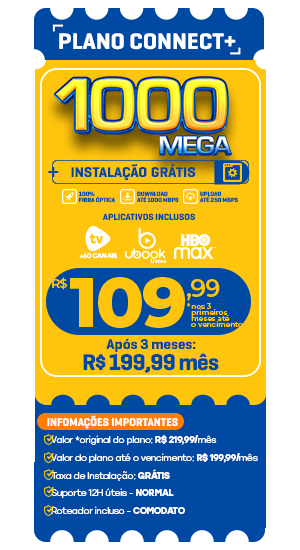 PLANO CONNECT+
1000
MEGA
+ INSTALAÇÃO GRÁTIS
100% FIBRA ÓPTICA
DOWNLOAD ATÉ 1000 MBPS
UPLOAD ATÉ 250 MBPS
APLICATIVOS INCLUSOS
tv
+60 CANAIS
ubook
Livros
HBO
max
R$ 109,99
*nos 3
primeiros
meses até
o vencimento
Após 3 meses:
R$ 199,99 mês
INFOMAÇÕES IMPORTANTES
Valor *original do plano: R$ 219,99/mês
Valor do plano até o vencimento: R$ 199,99/mês
Taxa de Instalação: GRÁTIS
Suporte 12H úteis - NORMAL
Roteador incluso - COMODATO